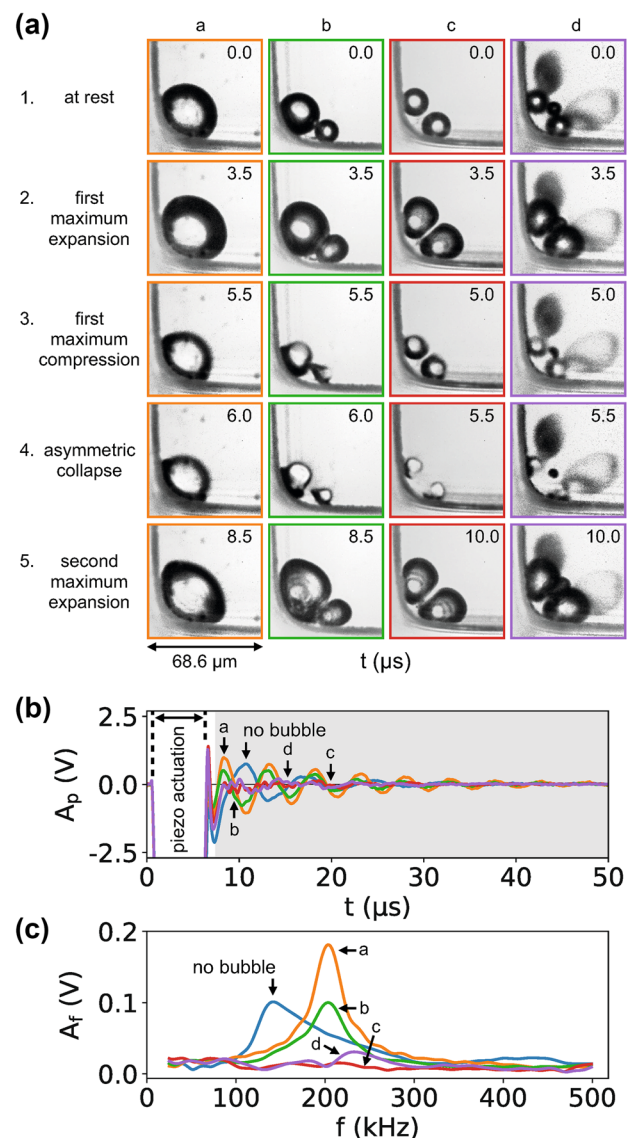 (a)
a b c d
0.0 0.0 0.0 0.0
1. at rest
3.5 3.5 3.5 3.5
2. first
maximum
expansion
5.5 5.5 5.0 5.0
3. first
maximum
compression
6.0 6.0 5.5 5.5
4. asymmetric
collapse
8.5 8.5 10.0 10.0
5. second
maximum
expansion
68.6 µm
t (µs)
(b)
2.5
0.0
-2.5
Ap (V)
piezo actuation
a no bubble
d c
b
0 10 20 30 40 50
t (µs)
(c)
0.2
0.1
0.0
Af (V)
no bubble
a
b
c
d
0 100 200 300 400 500
f (kHz)